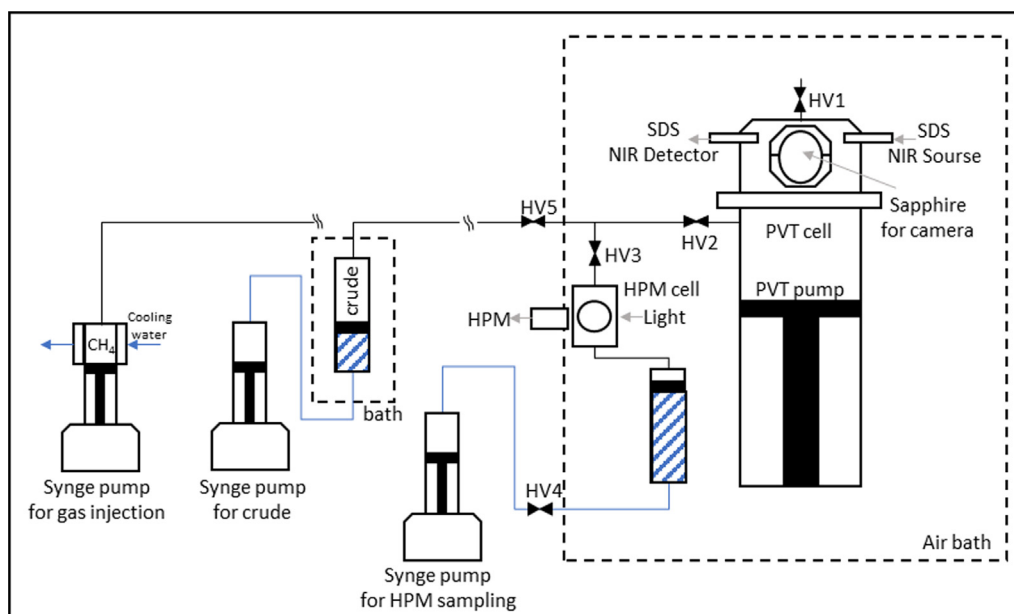 HV1
SDS
NIR Detector
SDS
NIR Sourse
Sapphire
for camera
HV5
HV2
PVT cell
HV3
crude
HPM cell
PVT pump
HPM
Light
Cooling
water
CH4
bath
HV4
Synge pump
for gas injection
Synge pump
for crude
Synge pump
for HPM sampling
Air bath